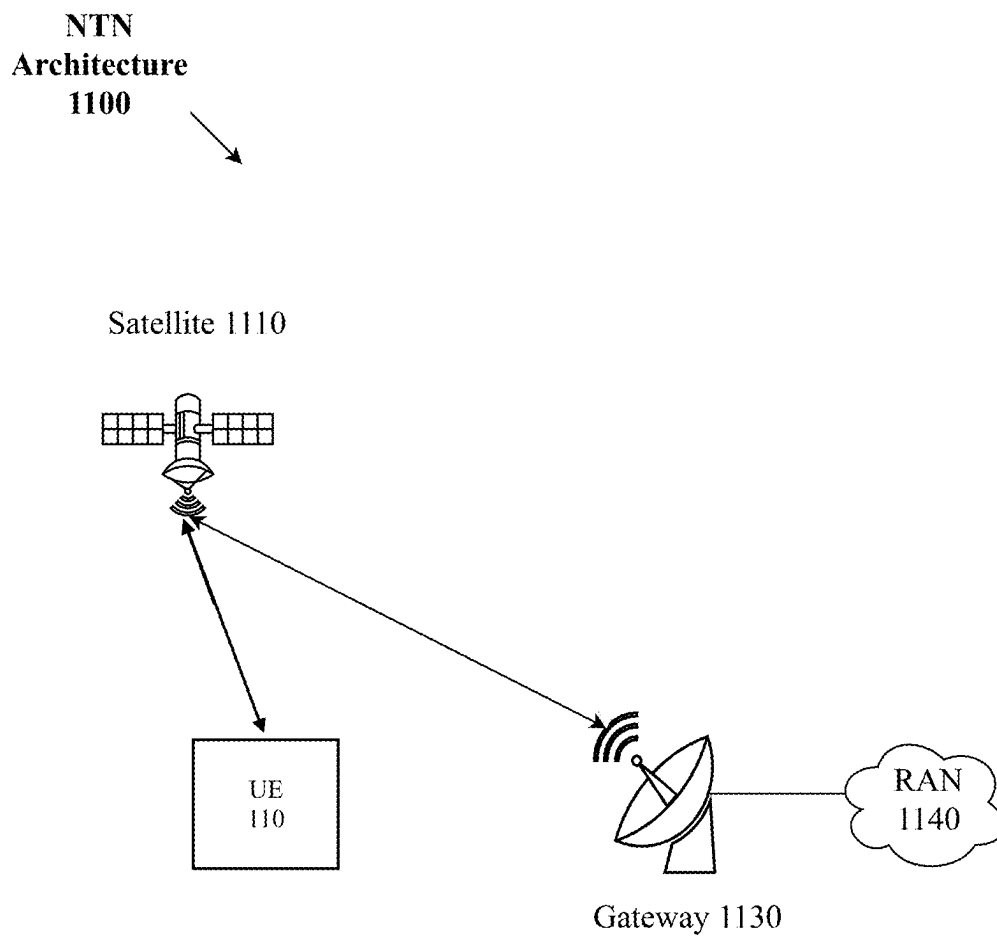 NTN
Architecture
1100
Satellite 1110
UE
110
RAN
1140
Gateway 1130